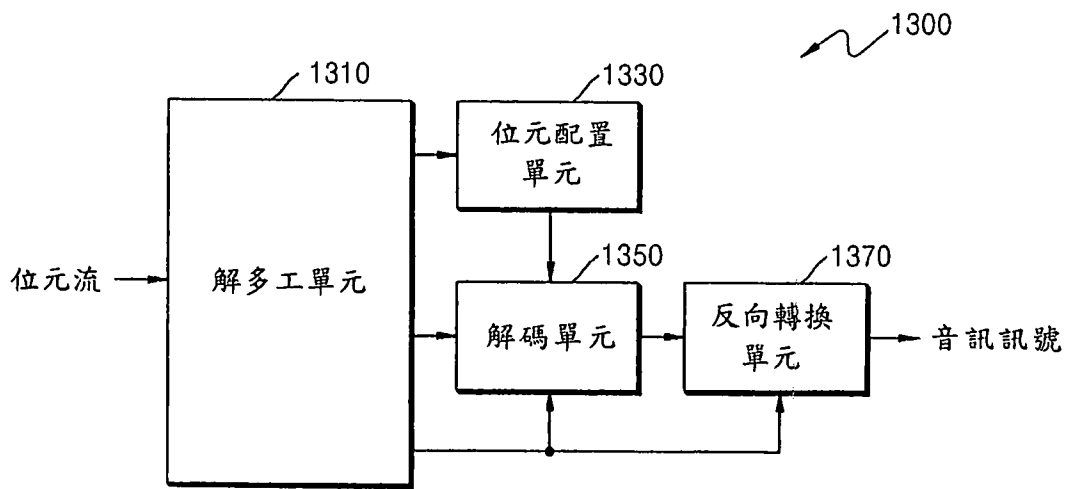 1300
1310
1330
位元配置
單元
位元流
解多工單元
1350
解碼單元
1370
反向轉換
單元
音訊訊號